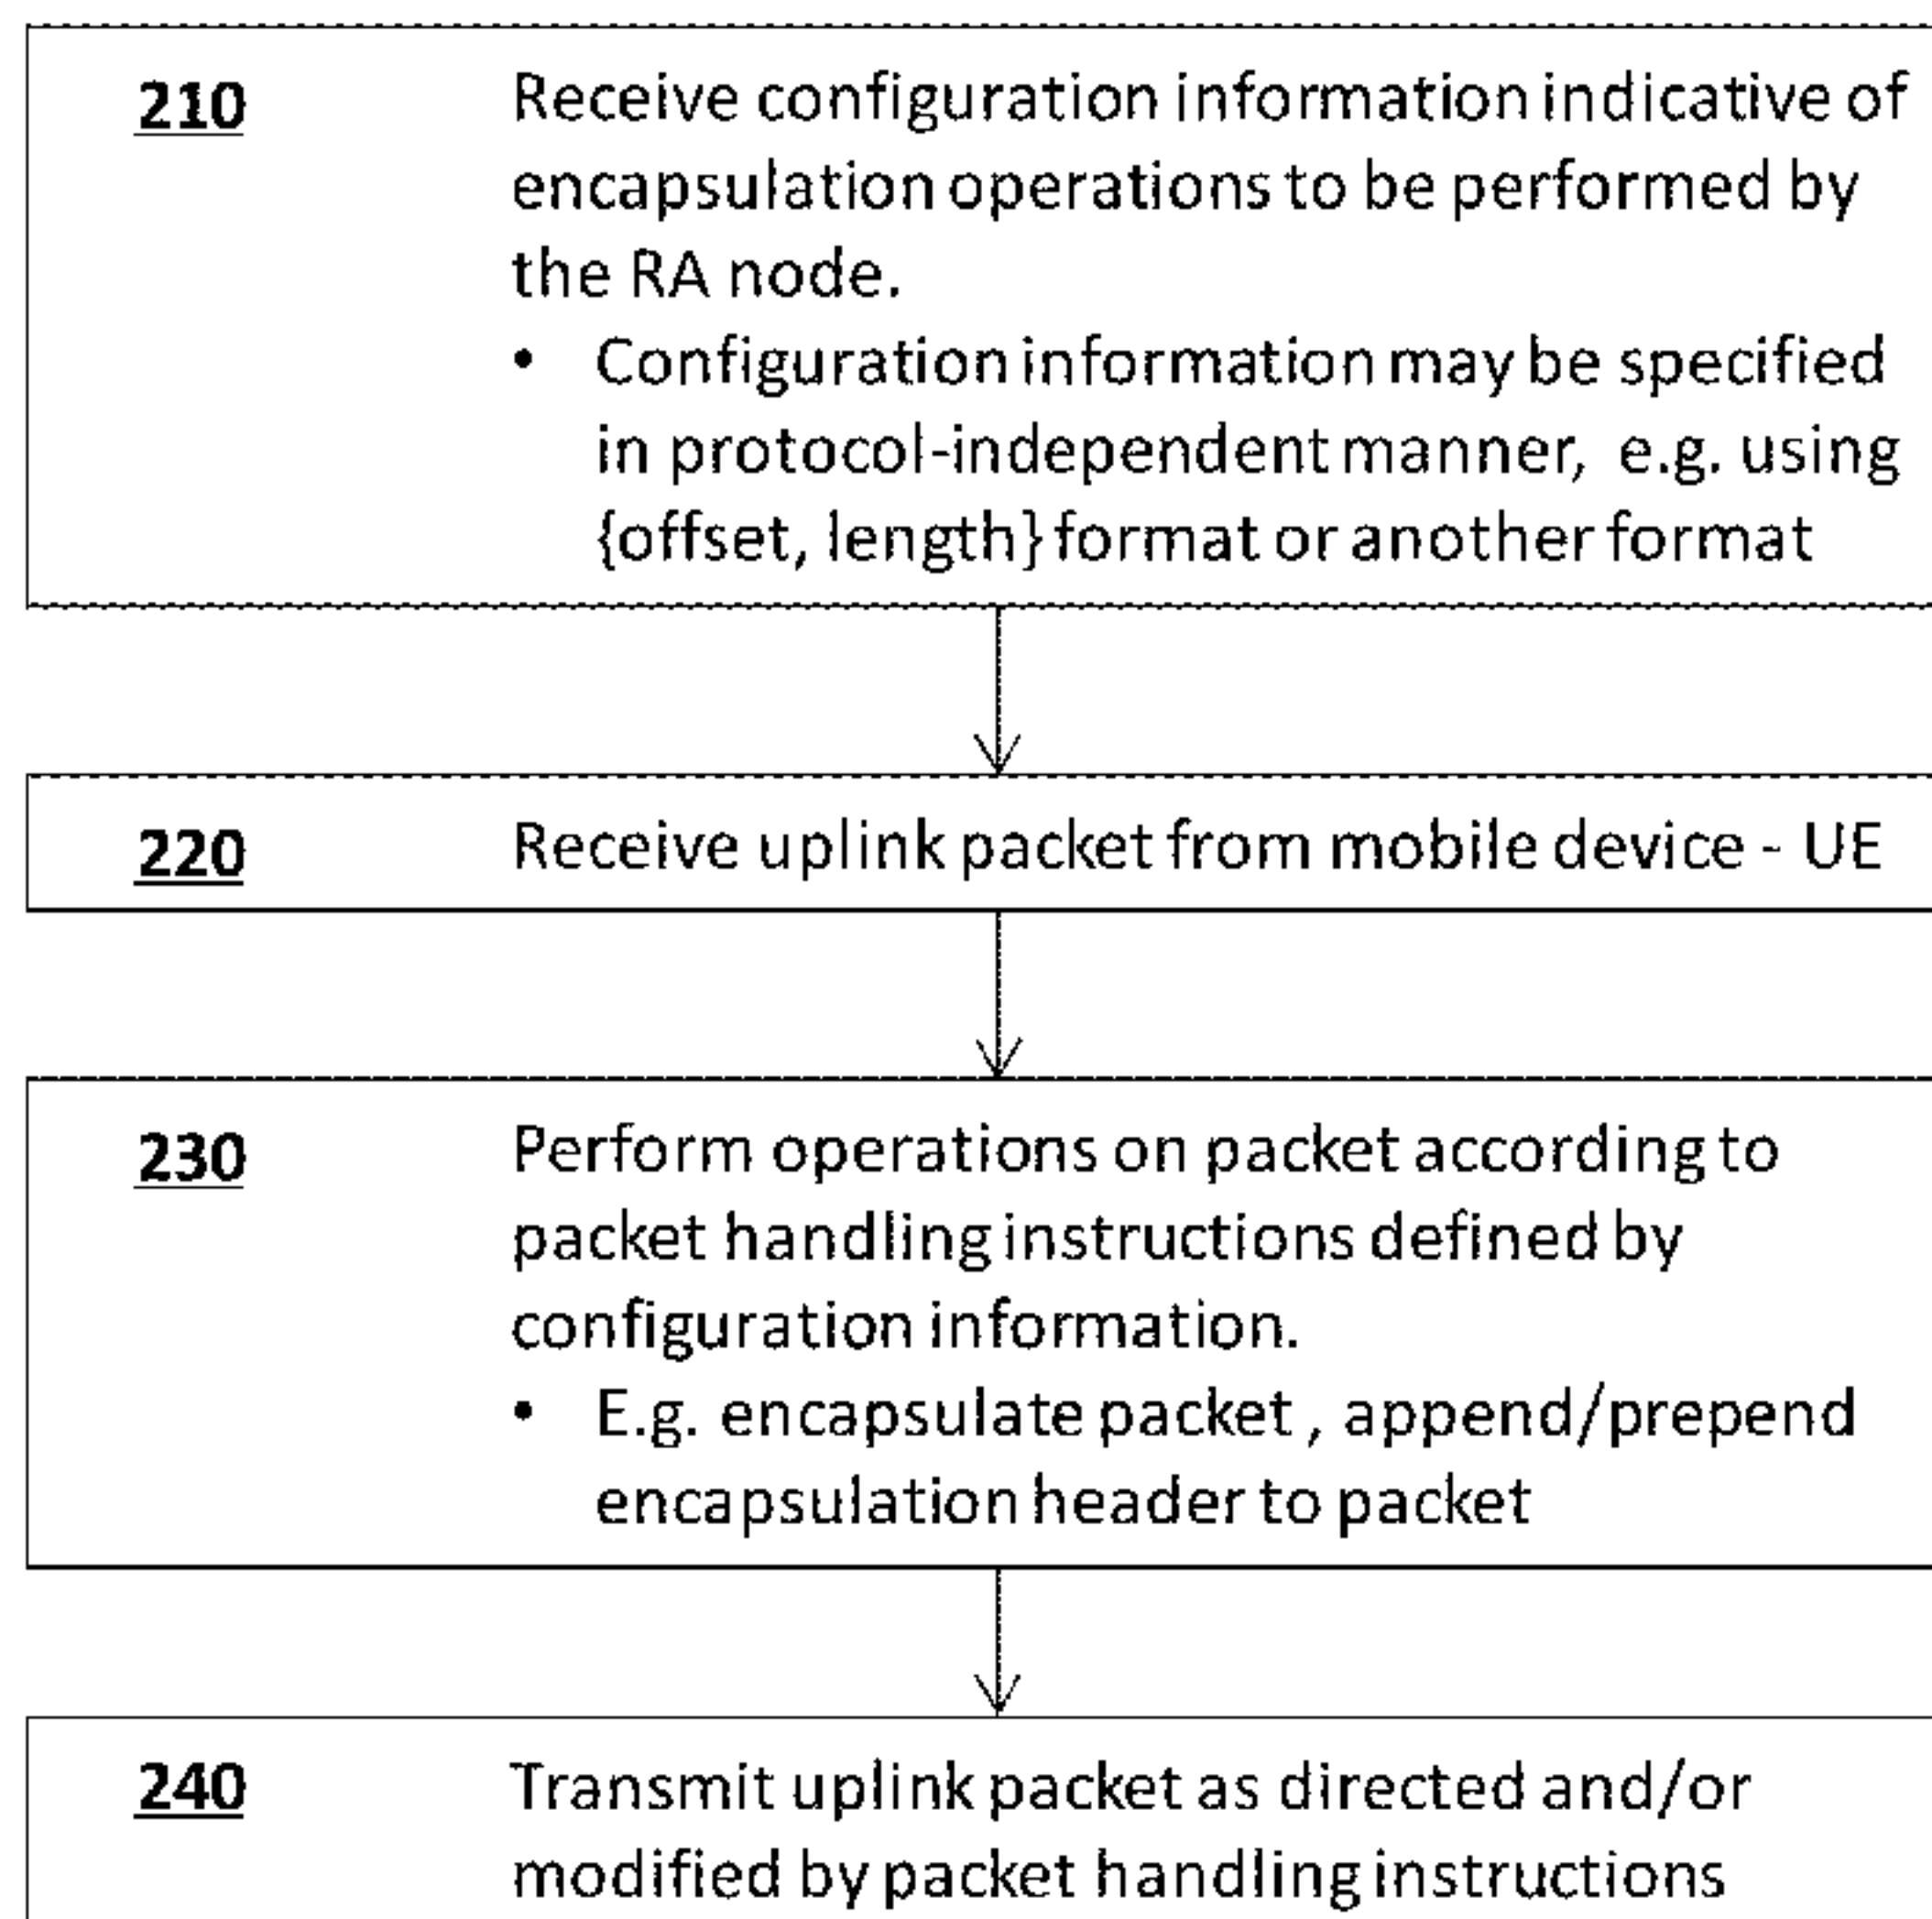 210 Receive configuration information indicative of
encapsulation operations to be performed by
the RA node.
• Configuration information may be specified
in protocol-independent manner, e.g. using
{offset, length} format or another format
220 Receive uplink packet from mobile device - UE
230 Perform operations on packet according to
packet handling instructions defined by
configuration information.
• E.g. encapsulate packet , append/prepend
encapsulation header to packet
240 Transmit uplink packet as directed and/or
modified by packet handling instructions